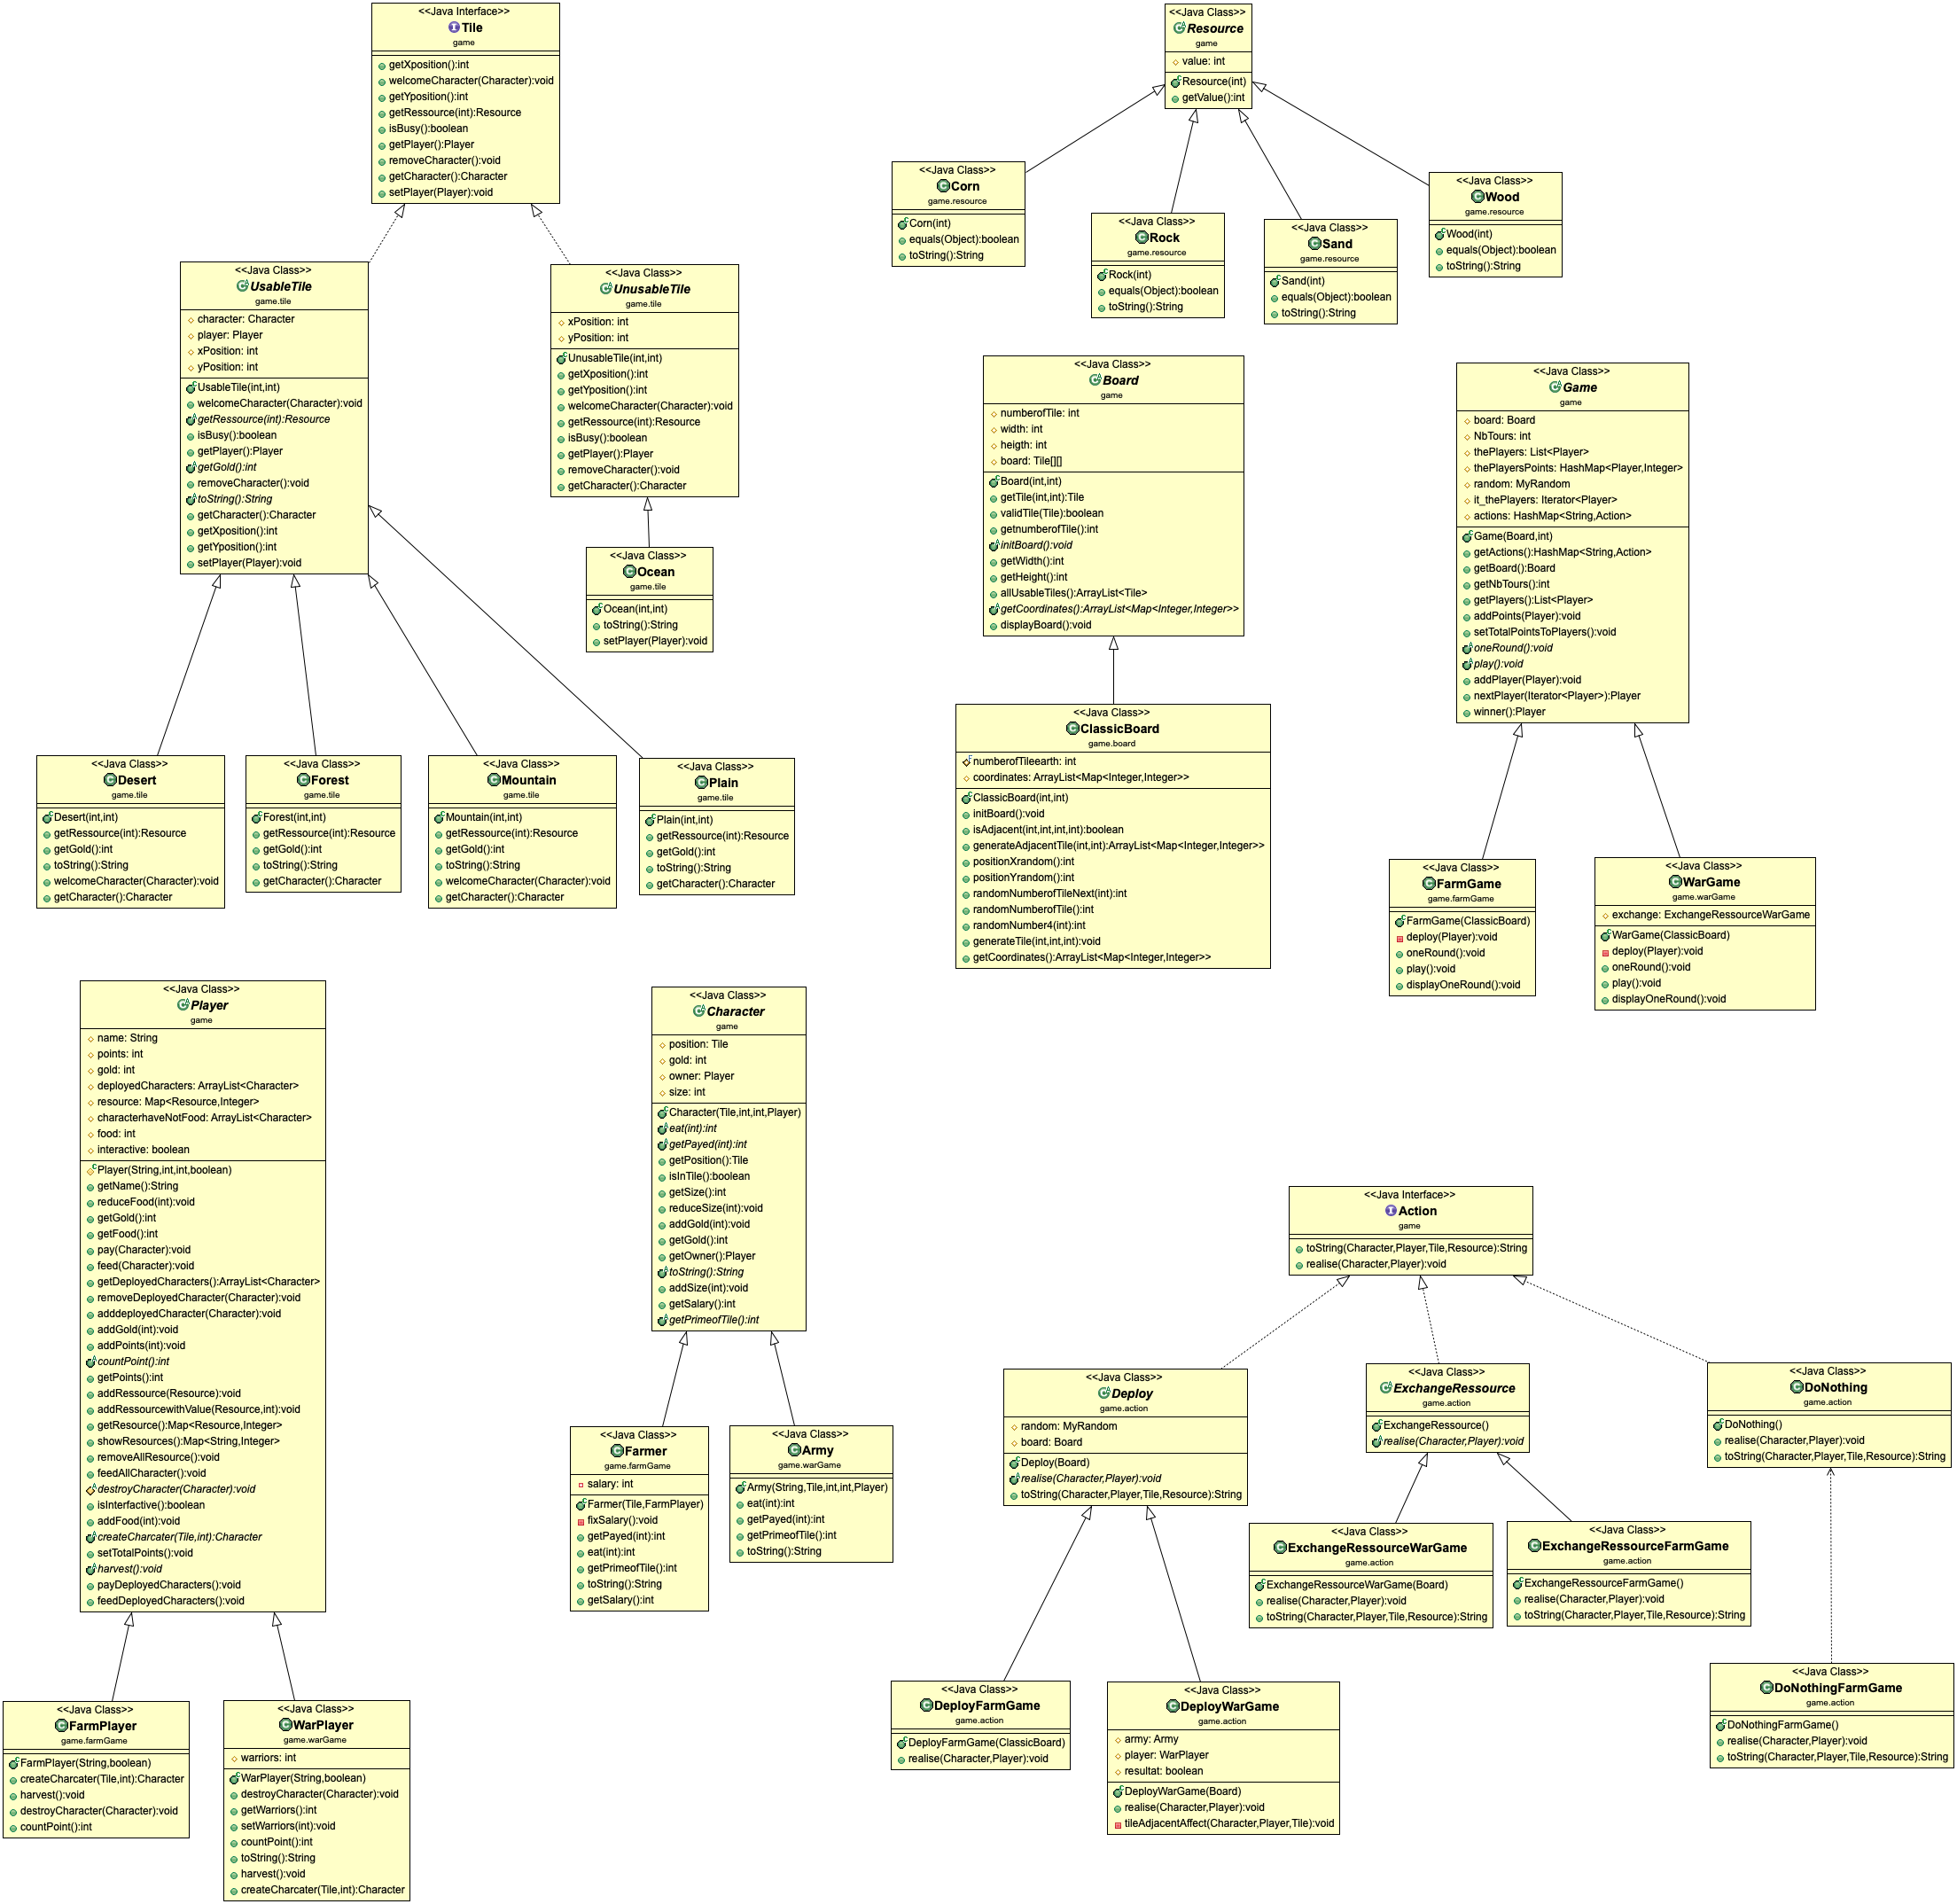 <<Java Interface>>
Tile
game
getXposition():int
welcomeCharacter(Character):void
getYposition():int
getRessource(int):Resource
isBusy():boolean
getPlayer():Player
removeCharacter():void
getCharacter():Character
setPlayer(Player):void
<<Java Class>>
Resource
game
value: int
Resource(int)
getValue():int
<<Java Class>>
Corn
game.resource
Corn(int)
equals(Object):boolean
toString():String
<<Java Class>>
Rock
game.resource
Rock(int)
equals(Object):boolean
toString():String
<<Java Class>>
Sand
game.resource
Sand(int)
equals(Object):boolean
toString():String
<<Java Class>>
Wood
game.resource
Wood(int)
equals(Object):boolean
toString():String
<<Java Class>>
UsableTile
game.tile
character: Character
player: Player
xPosition: int
yPosition: int
UsableTile(int,int)
welcomeCharacter(Character):void
getRessource(int):Resource
isBusy():boolean
getPlayer():Player
getGold():int
removeCharacter():void
toString():String
getCharacter():Character
getXposition():int
getYposition():int
setPlayer(Player):void
<<Java Class>>
UnusableTile
game.tile
xPosition: int
yPosition: int
UnusableTile(int,int)
getXposition():int
getYposition():int
welcomeCharacter(Character):void
getRessource(int):Resource
isBusy():boolean
getPlayer():Player
removeCharacter():void
getCharacter():Character
<<Java Class>>
Ocean
game.tile
Ocean(int,int)
toString():String
setPlayer(Player):void
<<Java Class>>
Board
game
numberofTile: int
width: int
heigth: int
board: Tile[][]
Board(int,int)
getTile(int,int):Tile
validTile(Tile):boolean
getnumberofTile():int
initBoard():void
getWidth():int
getHeight():int
allUsableTiles():ArrayList<Tile>
getCoordinates():ArrayList<Map<Integer,Integer>>
displayBoard():void
<<Java Class>>
Game
game
board: Board
NbTours: int
thePlayers: List<Player>
thePlayersPoints: HashMap<Player,Integer>
random: MyRandom
it_thePlayers: Iterator<Player>
actions: HashMap<String,Action>
Game(Board,int)
getActions():HashMap<String,Action>
getBoard():Board
getNbTours():int
getPlayers():List<Player>
addPoints(Player):void
setTotalPointsToPlayers():void
oneRound():void
play():void
addPlayer(Player):void
nextPlayer(Iterator<Player>):Player
winner():Player
<<Java Class>>
Desert
game.tile
Desert(int,int)
getRessource(int):Resource
getGold():int
toString():String
welcomeCharacter(Character):void
getCharacter():Character
<<Java Class>>
Forest
game.tile
Forest(int,int)
getRessource(int):Resource
getGold():int
toString():String
getCharacter():Character
<<Java Class>>
Mountain
game.tile
Mountain(int,int)
getRessource(int):Resource
getGold():int
toString():String
welcomeCharacter(Character):void
getCharacter():Character
<<Java Class>>
Plain
game.tile
Plain(int,int)
getRessource(int):Resource
getGold():int
toString():String
getCharacter():Character
<<Java Class>>
ClassicBoard
game.board
numberofTileearth: int
coordinates: ArrayList<Map<Integer,Integer>>
ClassicBoard(int,int)
initBoard():void
isAdjacent(int,int,int,int):boolean
generateAdjacentTile(int,int):ArrayList<Map<Integer,Integer>>
positionXrandom():int
positionYrandom():int
randomNumberofTileNext(int):int
randomNumberofTile():int
randomNumber4(int):int
generateTile(int,int,int):void
getCoordinates():ArrayList<Map<Integer,Integer>>
<<Java Class>>
FarmGame
game.farmGame
FarmGame(ClassicBoard)
deploy(Player):void
oneRound():void
play():void
displayOneRound():void
<<Java Class>>
WarGame
game.warGame
exchange: ExchangeRessourceWarGame
WarGame(ClassicBoard)
deploy(Player):void
oneRound():void
play():void
displayOneRound():void
<<Java Class>>
Player
game
name: String
points: int
gold: int
deployedCharacters: ArrayList<Character>
resource: Map<Resource,Integer>
characterhaveNotFood: ArrayList<Character>
food: int
interactive: boolean
Player(String,int,int,boolean)
getName():String
reduceFood(int):void
getGold():int
getFood():int
pay(Character):void
feed(Character):void
getDeployedCharacters():ArrayList<Character>
removeDeployedCharacter(Character):void
adddeployedCharacter(Character):void
addGold(int):void
addPoints(int):void
countPoint():int
getPoints():int
addRessource(Resource):void
addRessourcewithValue(Resource,int):void
getResource():Map<Resource,Integer>
showResources():Map<String,Integer>
removeAllResource():void
feedAllCharacter():void
destroyCharacter(Character):void
isInterfactive():boolean
addFood(int):void
createCharcater(Tile,int):Character
setTotalPoints():void
harvest():void
payDeployedCharacters():void
feedDeployedCharacters():void
<<Java Class>>
Character
game
position: Tile
gold: int
owner: Player
size: int
Character(Tile,int,int,Player)
eat(int):int
getPayed(int):int
getPosition():Tile
isInTile():boolean
getSize():int
reduceSize(int):void
addGold(int):void
getGold():int
getOwner():Player
toString():String
addSize(int):void
getSalary():int
getPrimeofTile():int
<<Java Interface>>
Action
game
toString(Character,Player,Tile,Resource):String
realise(Character,Player):void
<<Java Class>>
Farmer
game.farmGame
salary: int
Farmer(Tile,FarmPlayer)
fixSalary():void
getPayed(int):int
eat(int):int
getPrimeofTile():int
toString():String
getSalary():int
<<Java Class>>
Army
game.warGame
Army(String,Tile,int,int,Player)
eat(int):int
getPayed(int):int
getPrimeofTile():int
toString():String
<<Java Class>>
Deploy
game.action
random: MyRandom
board: Board
Deploy(Board)
realise(Character,Player):void
toString(Character,Player,Tile,Resource):String
<<Java Class>>
ExchangeRessource
game.action
ExchangeRessource()
realise(Character,Player):void
<<Java Class>>
DoNothing
game.action
DoNothing()
realise(Character,Player):void
toString(Character,Player,Tile,Resource):String
<<Java Class>>
ExchangeRessourceWarGame
game.action
ExchangeRessourceWarGame(Board)
realise(Character,Player):void
toString(Character,Player,Tile,Resource):String
<<Java Class>>
ExchangeRessourceFarmGame
game.action
ExchangeRessourceFarmGame()
realise(Character,Player):void
toString(Character,Player,Tile,Resource):String
<<Java Class>>
FarmPlayer
game.farmGame
FarmPlayer(String,boolean)
createCharcater(Tile,int):Character
harvest():void
destroyCharacter(Character):void
countPoint():int
<<Java Class>>
WarPlayer
game.warGame
warriors: int
WarPlayer(String,boolean)
destroyCharacter(Character):void
getWarriors():int
setWarriors(int):void
countPoint():int
toString():String
harvest():void
createCharcater(Tile,int):Character
<<Java Class>>
DeployFarmGame
game.action
DeployFarmGame(ClassicBoard)
realise(Character,Player):void
<<Java Class>>
DeployWarGame
game.action
army: Army
player: WarPlayer
resultat: boolean
DeployWarGame(Board)
realise(Character,Player):void
tileAdjacentAffect(Character,Player,Tile):void
<<Java Class>>
DoNothingFarmGame
game.action
DoNothingFarmGame()
realise(Character,Player):void
toString(Character,Player,Tile,Resource):String